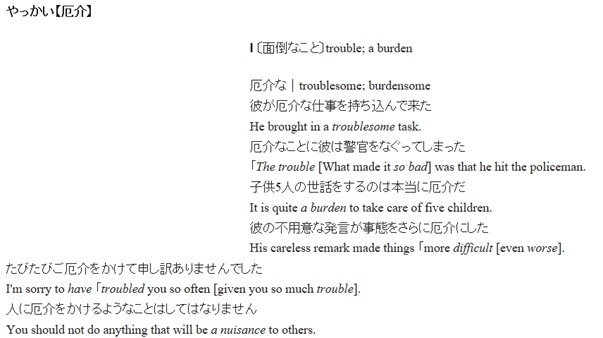 やっかい【厄介】
Ⅰ〔面倒なこと〕trouble; a burden
厄介な｜troublesome; burdensome
彼が厄介な仕事を持ち込んで来た
He brought in a troublesome task.
厄介なことに彼は警官をなぐってしまった
「The trouble [What made it so bad] was that he hit the policeman.
子供5人の世話をするのは本当に厄介だ
It is quite a burden to take care of five children.
彼の不用意な発言が事態をさらに厄介にした
His careless remark made things「more difficult [even worse].
たびたびご厄介をかけて申し訳ありませんでした
I'm sorry to have「troubled you so often [given you so much trouble].
人に厄介をかけるようなことはしてはなりません
You should not do anything that will be a nuisance to others.